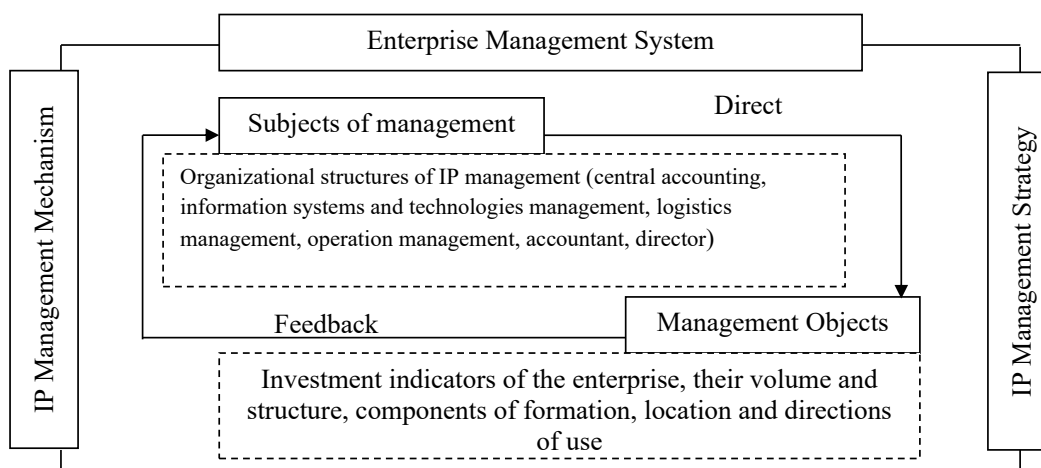 Enterprise Management System
IP Management Mechanism
Direct
Subjects of management
Organizational structures of IP management (central accounting,
information systems and technologies management, logistics
management, operation management, accountant, director)
IP Management Strategy
Feedback
Management Objects
Investment indicators of the enterprise, their volume and
structure, components of formation, location and directions
of use